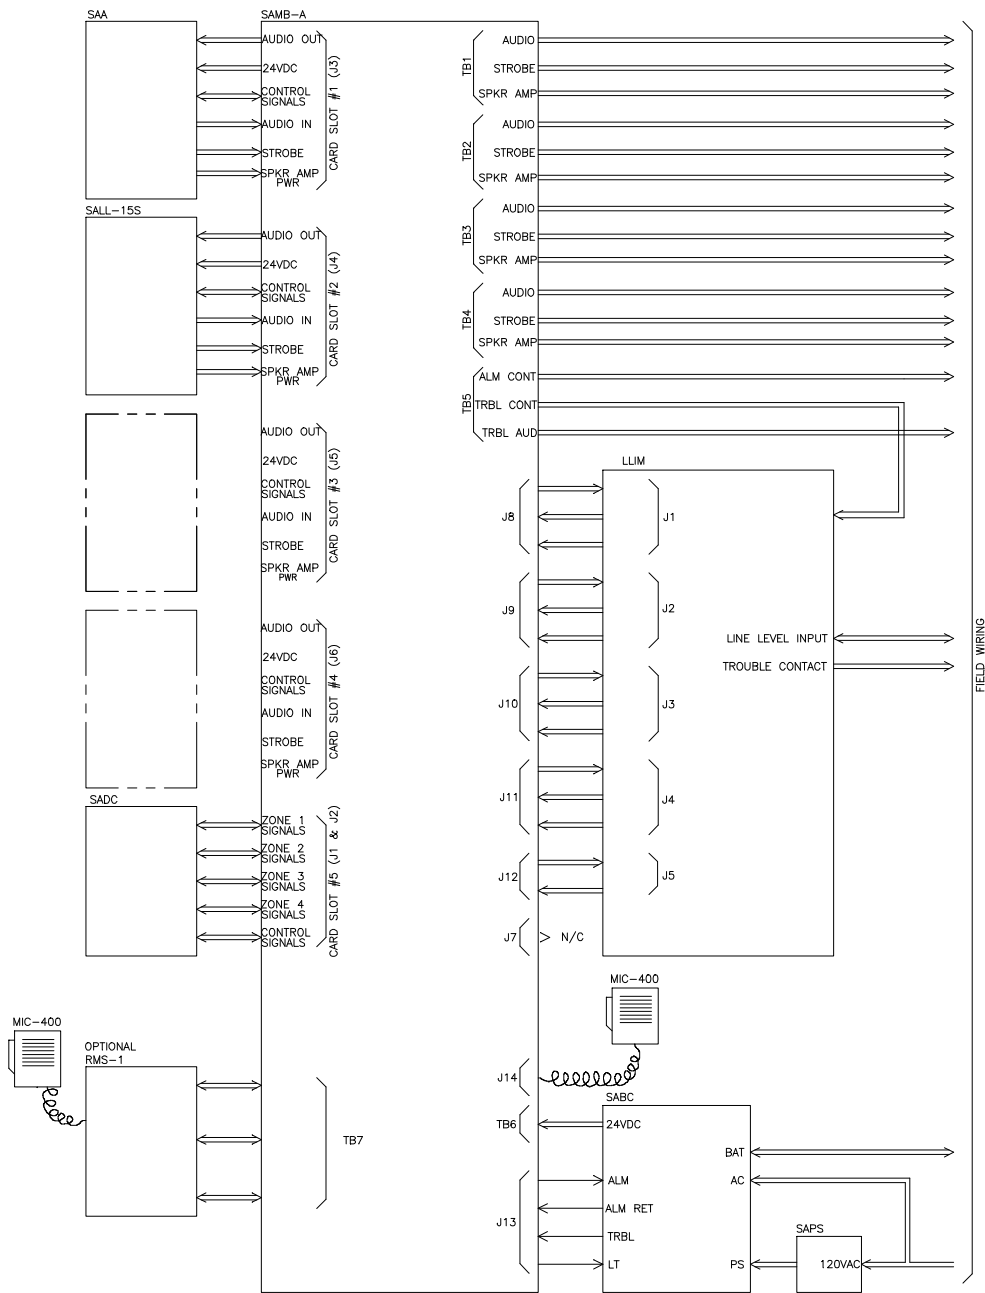 SAA
SAMB-A
AUDIO OUT
24VDC
CONTROL
SIGNALS
AUDIO IN
STROBE
SPKR AMP
PWR
CARD SLOT #1 (J3)
SALL-15S
AUDIO OUT
24VDC
CONTROL
SIGNALS
AUDIO IN
STROBE
SPKR AMP
PWR
CARD SLOT #2 (J4)
AUDIO OUT
24VDC
CONTROL
SIGNALS
AUDIO IN
STROBE
SPKR AMP
PWR
CARD SLOT #3 (J5)
AUDIO OUT
24VDC
CONTROL
SIGNALS
AUDIO IN
STROBE
SPKR AMP
PWR
CARD SLOT #4 (J6)
SADC
ZONE 1
SIGNALS
ZONE 2
SIGNALS
ZONE 3
SIGNALS
ZONE 4
SIGNALS
CONTROL
SIGNALS
CARD SLOT #5 (J1 & J2)
MIC-400
OPTIONAL
RMS-1
TB7
TB1
AUDIO
STROBE
SPKR AMP
TB2
AUDIO
STROBE
SPKR AMP
TB3
AUDIO
STROBE
SPKR AMP
TB4
AUDIO
STROBE
SPKR AMP
TB5
ALM CONT
TRBL CONT
TRBL AUD
LLIM
J8
J1
J9
J2
LINE LEVEL INPUT
TROUBLE CONTACT
J10
J3
J11
J4
J12
J5
J7
N/C
MIC-400
J14
SABC
TB6
24VDC
BAT
ALM
AC
ALM RET
J13
TRBL
SAPS
LT
PS
120VAC
FIELD WIRING